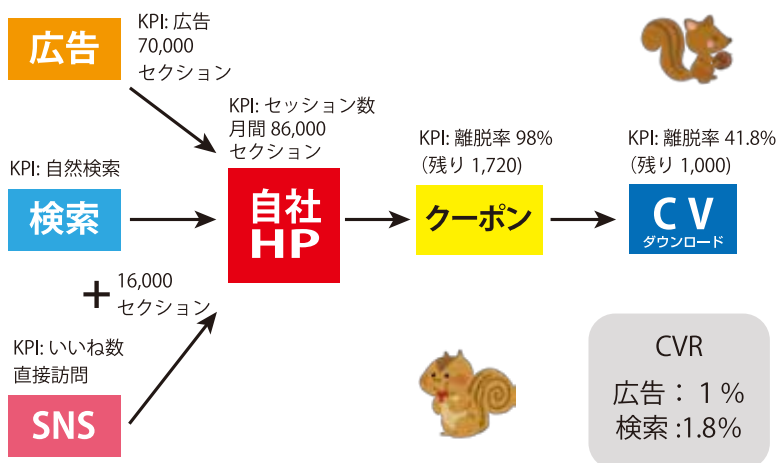 広告
KPI: 広告
70,000
セクション
KPI: セッション数
月間 86,000
セクション
KPI: 離脱率 98%
（残り 1,720）
KPI: 離脱率 41.8%
（残り 1,000）
KPI: 自然検索
検索
自社
HP
クーポン
CV
ダウンロード
+
16,000
セクション
KPI: いいね数
直接訪問
SNS
CVR
広告： 1％
検索:1.8%